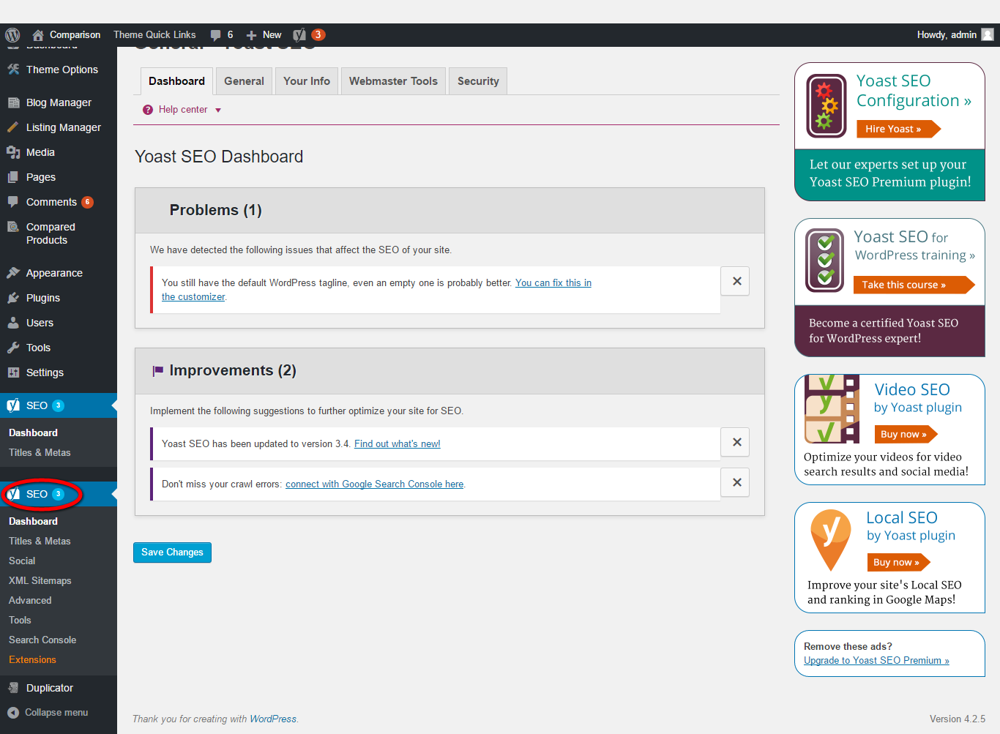 Comparison
Theme Quick Links
6
New
3
Howdy, admin
Theme Options
Blog Manager
Listing Manager
Media
Pages
Comments 6
Compared
Products
Appearance
Plugins
Users
Tools
Settings
SEO 3
Dashboard
Titles & Metas
SEO 3
Dashboard
Titles & Metas
Social
XML Sitemaps
Advanced
Tools
Search Console
Extensions
Duplicator
Collapse menu
Dashboard
General
Your Info
Webmaster Tools
Security
Help center
Yoast SEO Dashboard
Problems (1)
We have detected the following issues that affect the SEO of your site.
You still have the default WordPress tagline, even an empty one is probably better. You can fix this in
the customizer.
Improvements (2)
Implement the following suggestions to further optimize your site for SEO.
Yoast SEO has been updated to version 3.4. Find out what's new!
Don't miss your crawl errors: connect with Google Search Console here.
Save Changes
Yoast SEO
Configuration »
Hire Yoast »
Let our experts set up your
Yoast SEO Premium plugin!
Yoast SEO for
WordPress training »
Take this course »
Become a certified Yoast SEO
for WordPress expert!
Video SEO
by Yoast plugin
Buy now »
Optimize your videos for video
search results and social media!
Local SEO
by Yoast plugin
Buy now »
Improve your site's Local SEO
and ranking in Google Maps!
Remove these ads?
Upgrade to Yoast SEO Premium »
Thank you for creating with WordPress.
Version 4.2.5